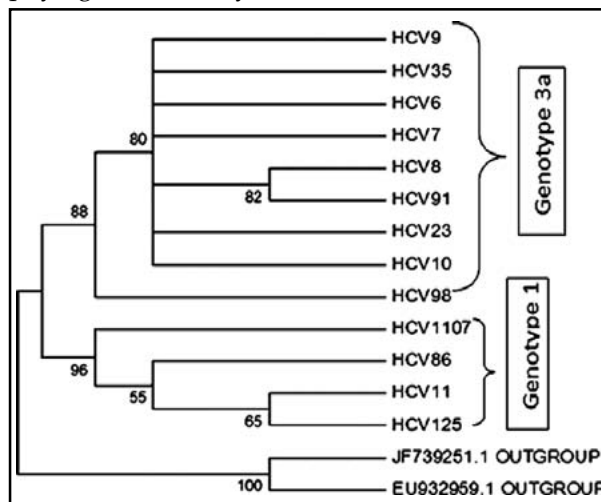 HCV9
HCV35
HCV6
HCV7
80
HCV8
82
HCV91
HCV23
88
HCV10
HCV98
Genotype 3a
HCV1107
96
HCV86
55
HCV11
65
HCV125
Genotype 1
JF739251.1 OUTGROUP
100
EU932959.1 OUTGROUP